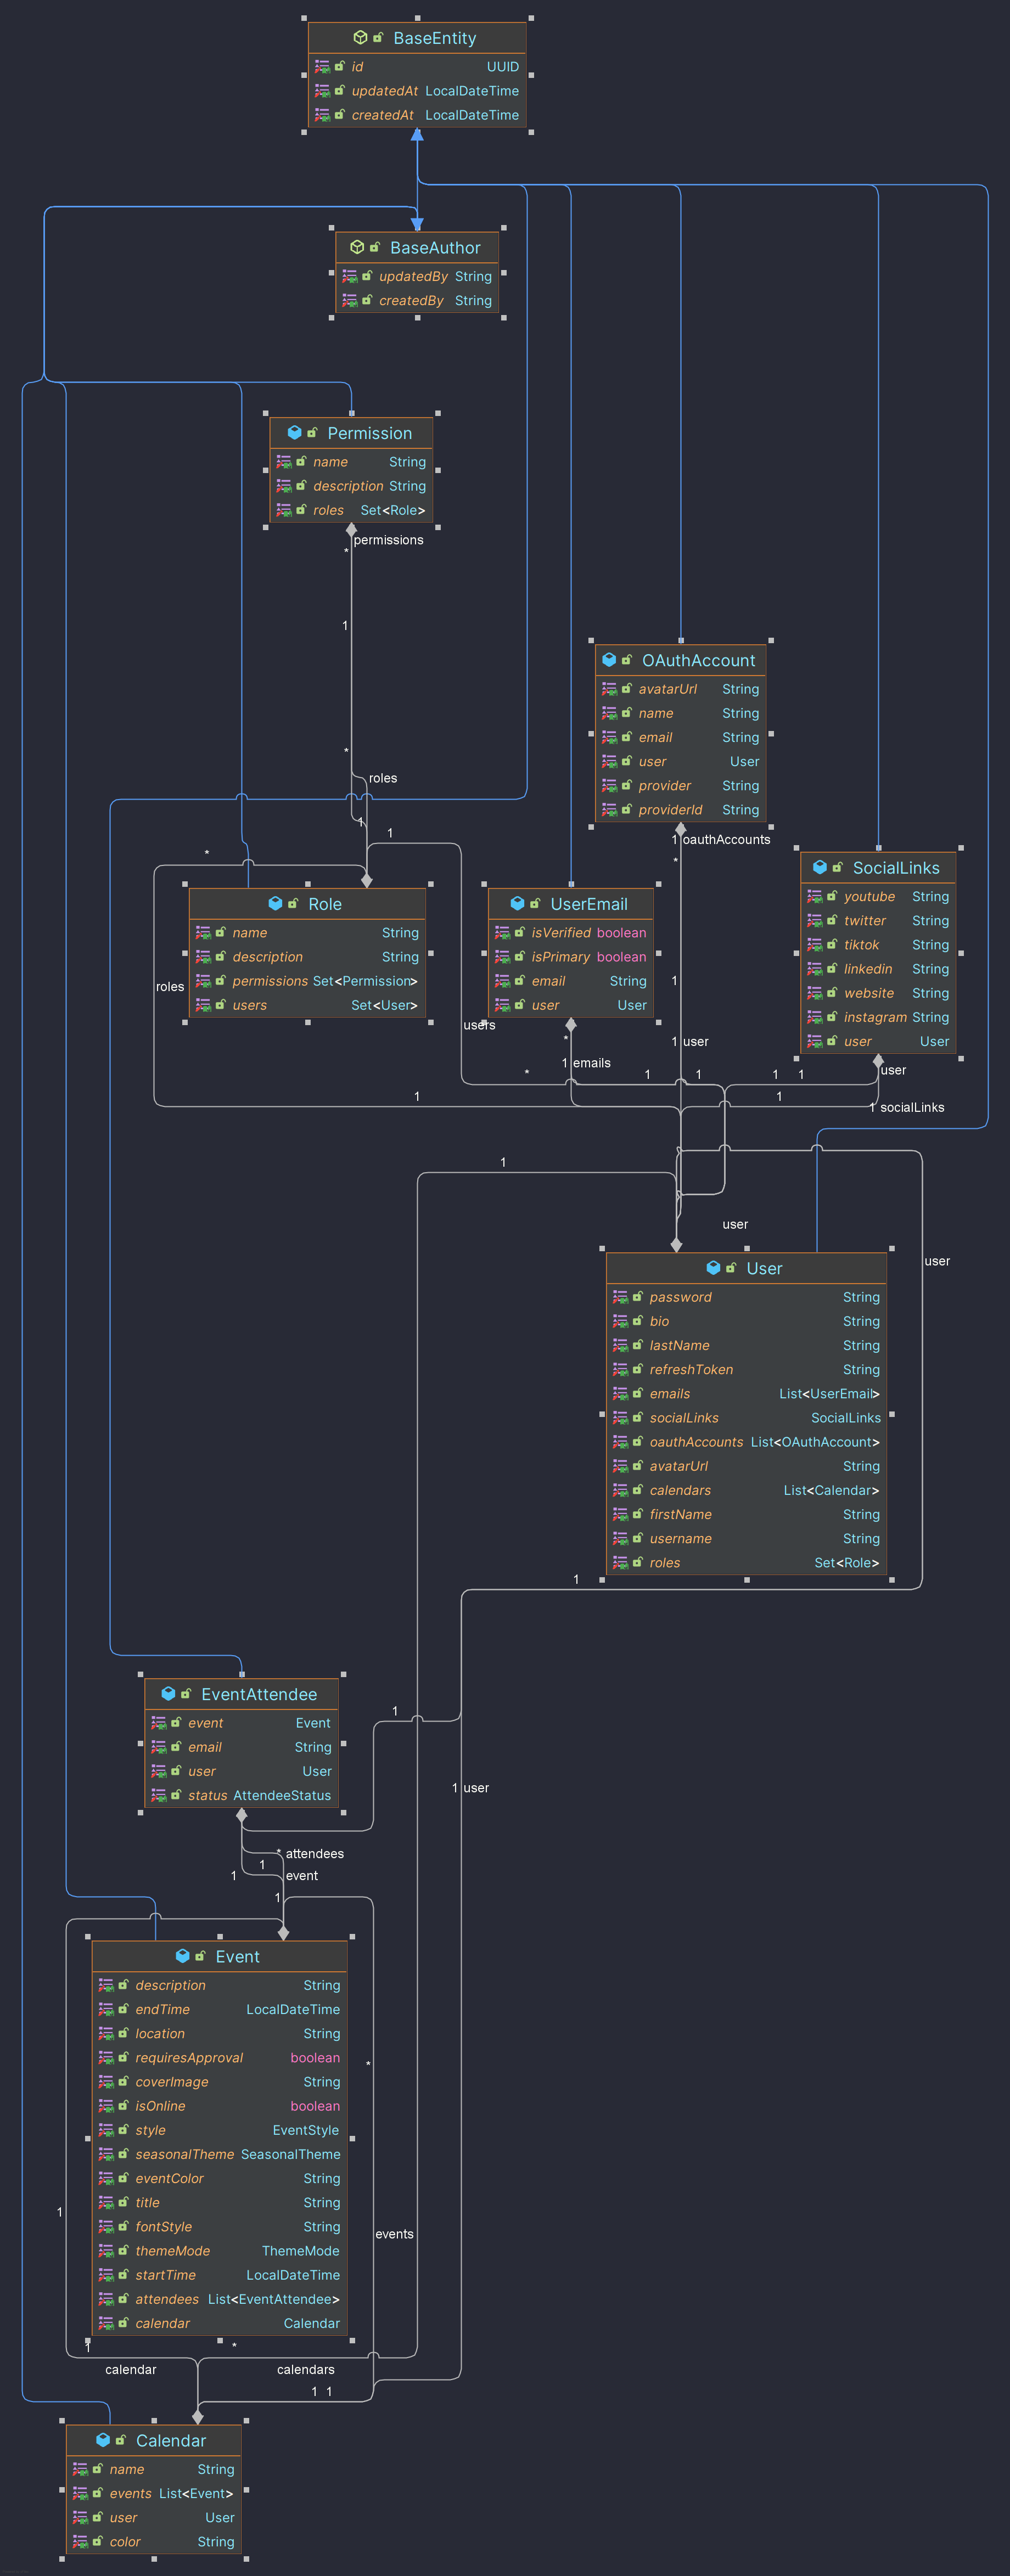 BaseEntity
id UUID
updatedAt LocalDateTime
createdAt LocalDateTime
BaseAuthor
updatedBy String
createdBy String
Permission
name String
description String
roles Set<Role>
permissions
*
1
*
roles
1
1
*
OAuthAccount
avatarUrl String
name String
email String
user User
provider String
providerId String
1 oauthAccounts
*
SocialLinks
youtube String
twitter String
tiktok String
linkedin String
website String
instagram String
user User
Role
name String
description String
permissions Set<Permission>
users Set<User>
UserEmail
isVerified boolean
isPrimary boolean
email String
user User
roles
1
users
*
1 user
1 emails
user
*
1
1
1
1
1
1
1 socialLinks
1
user
user
User
password String
bio String
lastName String
refreshToken String
emails List<UserEmail>
socialLinks SocialLinks
oauthAccounts List<OAuthAccount>
avatarUrl String
calendars List<Calendar>
firstName String
username String
roles Set<Role>
1
EventAttendee
event Event
email String
user User
status AttendeeStatus
1
1 user
* attendees
1
1
event
1
Event
description String
endTime LocalDateTime
location String
requiresApproval boolean
coverImage String
isOnline boolean
style EventStyle
seasonalTheme SeasonalTheme
eventColor String
title String
fontStyle String
themeMode ThemeMode
startTime LocalDateTime
attendees List<EventAttendee>
calendar Calendar
*
1
events
1
*
calendar
calendars
1 1
Calendar
name String
events List<Event>
user User
color String